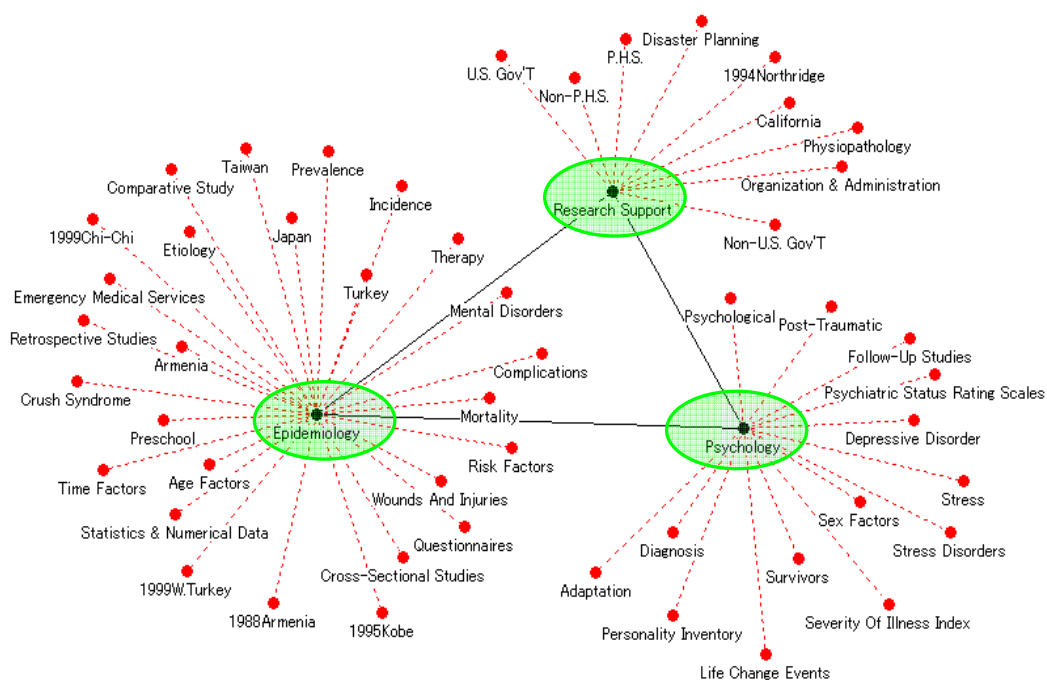 Disaster Planning
P.H.S.
U.S. Gov'T
1994Northridge
Non-P.H.S.
California
Physiopathology
Organization & Administration
Research Support
Non-U.S. Gov'T
Taiwan
Prevalence
Comparative Study
Incidence
1999Chi-Chi
Japan
Etiology
Therapy
Emergency Medical Services
Turkey
Mental Disorders
Retrospective Studies
Armenia
Complications
Crush Syndrome
Mortality
Preschool
Epidemiology
Risk Factors
Time Factors
Age Factors
Wounds And Injuries
Statistics & Numerical Data
Questionnaires
Cross-Sectional Studies
1999W.Turkey
1988Armenia
1995Kobe
Psychological
Post-Traumatic
Follow-Up Studies
Psychiatric Status Rating Scales
Depressive Disorder
Psychology
Stress
Sex Factors
Stress Disorders
Diagnosis
Survivors
Adaptation
Severity Of Illness Index
Personality Inventory
Life Change Events